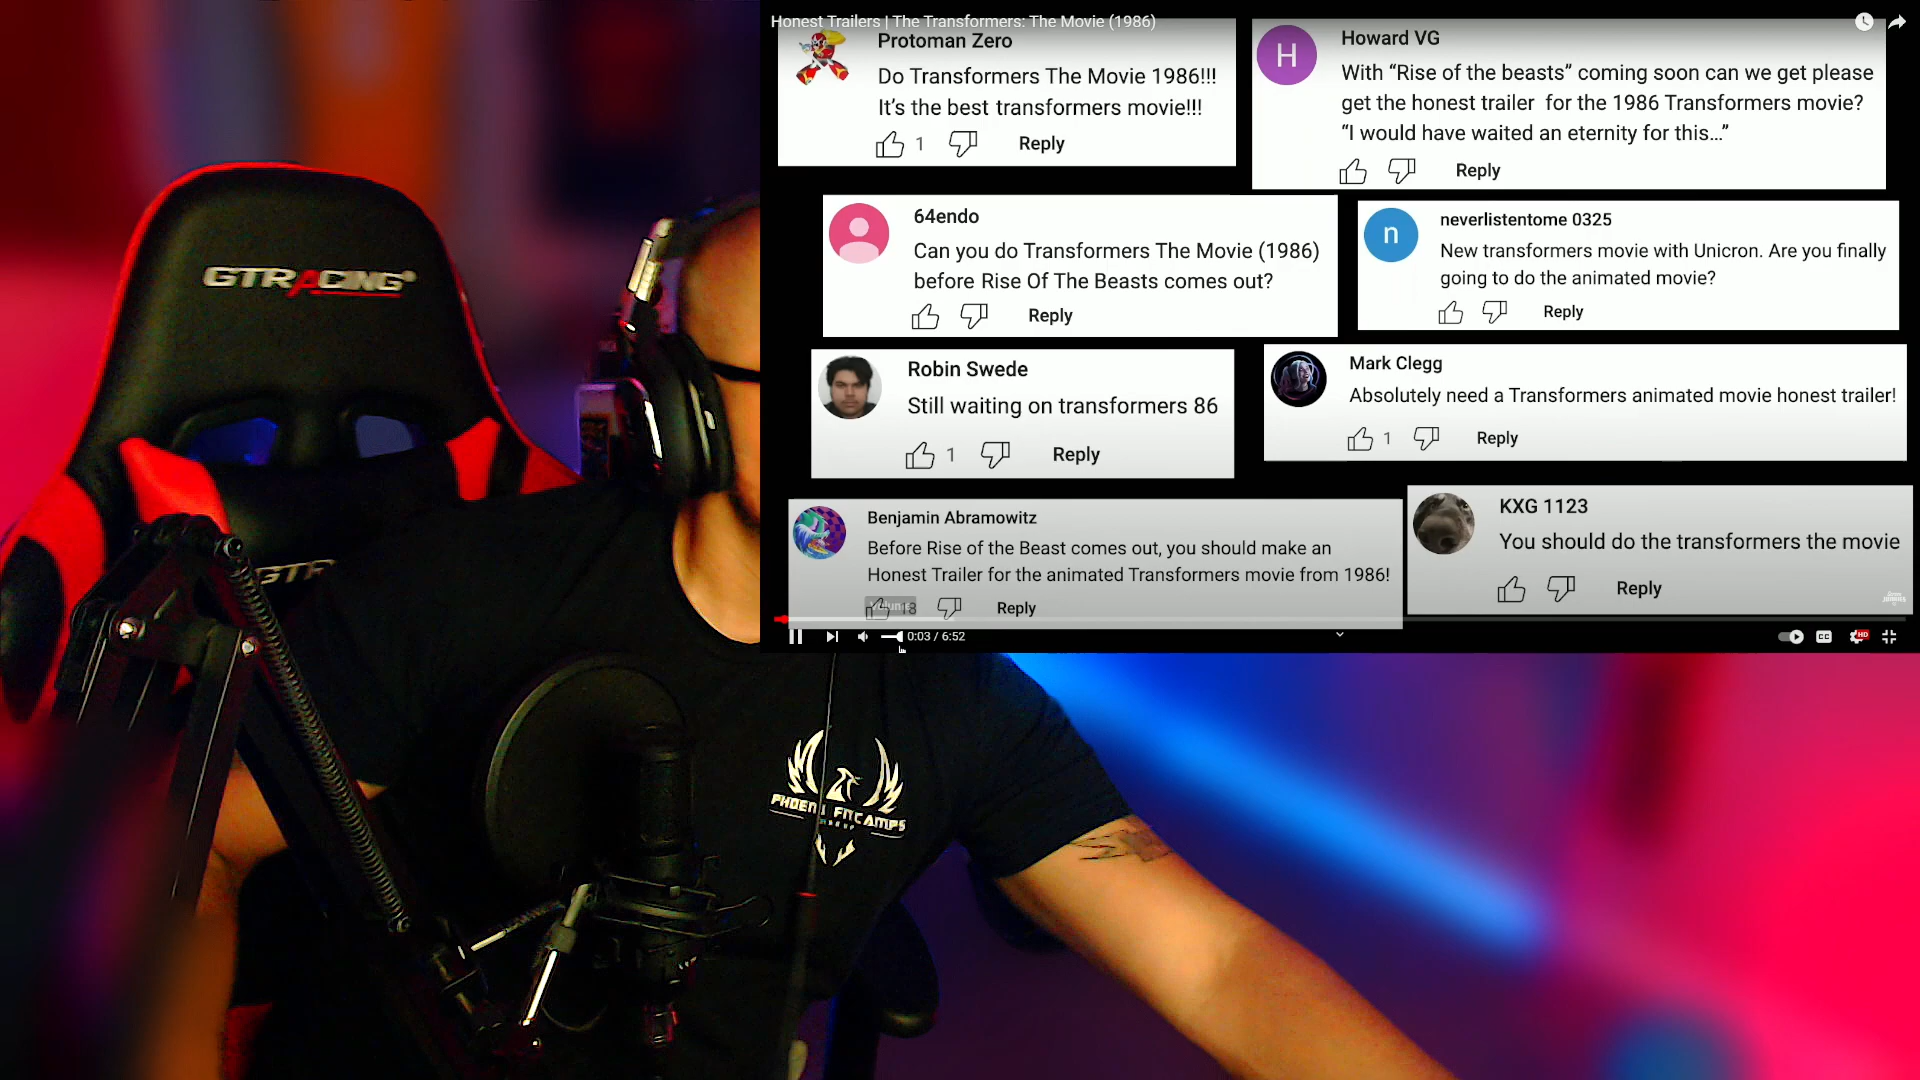 Honest Trailers | The Transformers: The Movie (1986)
Protoman Zero
Do Transformers The Movie 1986!!!
It's the best transformers movie!!!
1 Reply
H
Howard VG
With “Rise of the beasts” coming soon can we get please
get the honest trailer for the 1986 Transformers movie?
“I would have waited an eternity for this...”
Reply
64endo
Can you do Transformers The Movie (1986)
before Rise Of The Beasts comes out?
Reply
n
neverlistentome 0325
New transformers movie with Unicron. Are you finally
going to do the animated movie?
Reply
Robin Swede
Still waiting on transformers 86
1 Reply
Mark Clegg
Absolutely need a Transformers animated movie honest trailer!
1 Reply
Benjamin Abramowitz
Before Rise of the Beast comes out, you should make an
Honest Trailer for the animated Transformers movie from 1986!
18 Reply
KXG 1123
You should do the transformers the movie
Reply
0:03 / 6:52
CC
HD
GTRACING
GTR
PHOENIX FITCAMPS